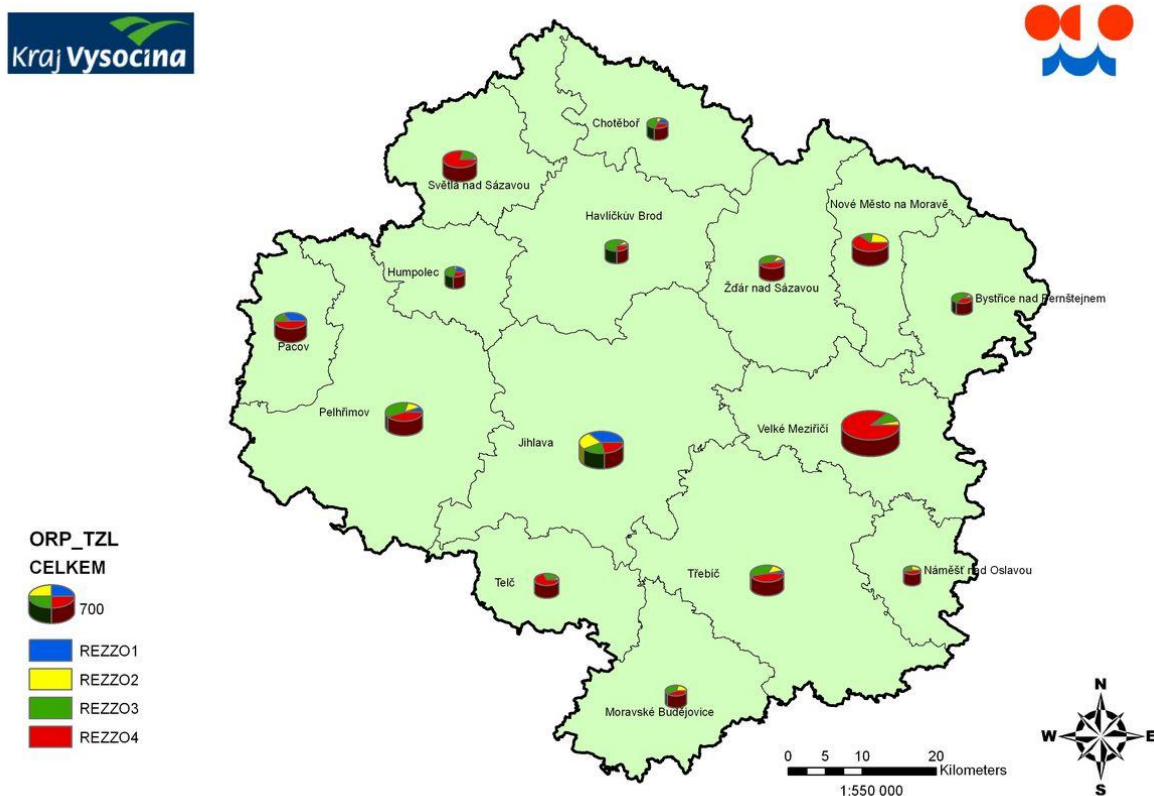 Kraj Vysočina
Chotěboř
Světlá nad Sázavou
Havlíčkův Brod
Nové Město na Moravě
Humpolec
Žďár nad Sázavou
Bystřice nad Pernštejnem
Pacov
Pelhřimov
Jihlava
Velké Meziříčí
Telč
Třebíč
Náměšť nad Oslavou
Moravské Budějovice
ORP_TZL
CELKEM
700
REZZO1
REZZO2
REZZO3
REZZO4
N
W E
S
0 5 10 20
Kilometers
1:550 000